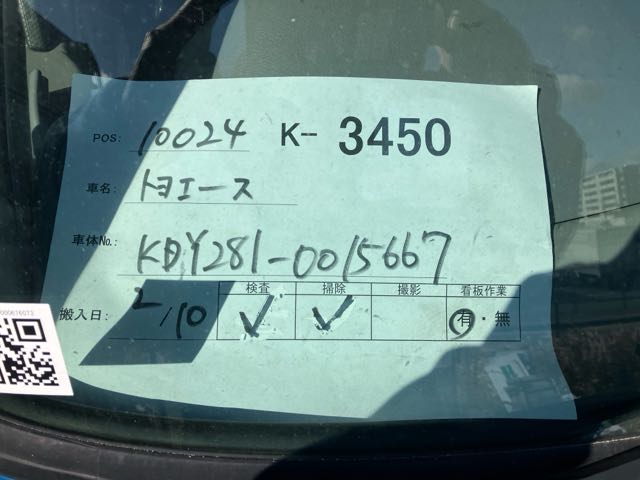 POS: 10024 K- 3450
車名: トヨエース
車体No.: KDY281-0015667
搬入日: 2/10
検査 掃除 撮影 看板作業
✓ ✓ 有・無